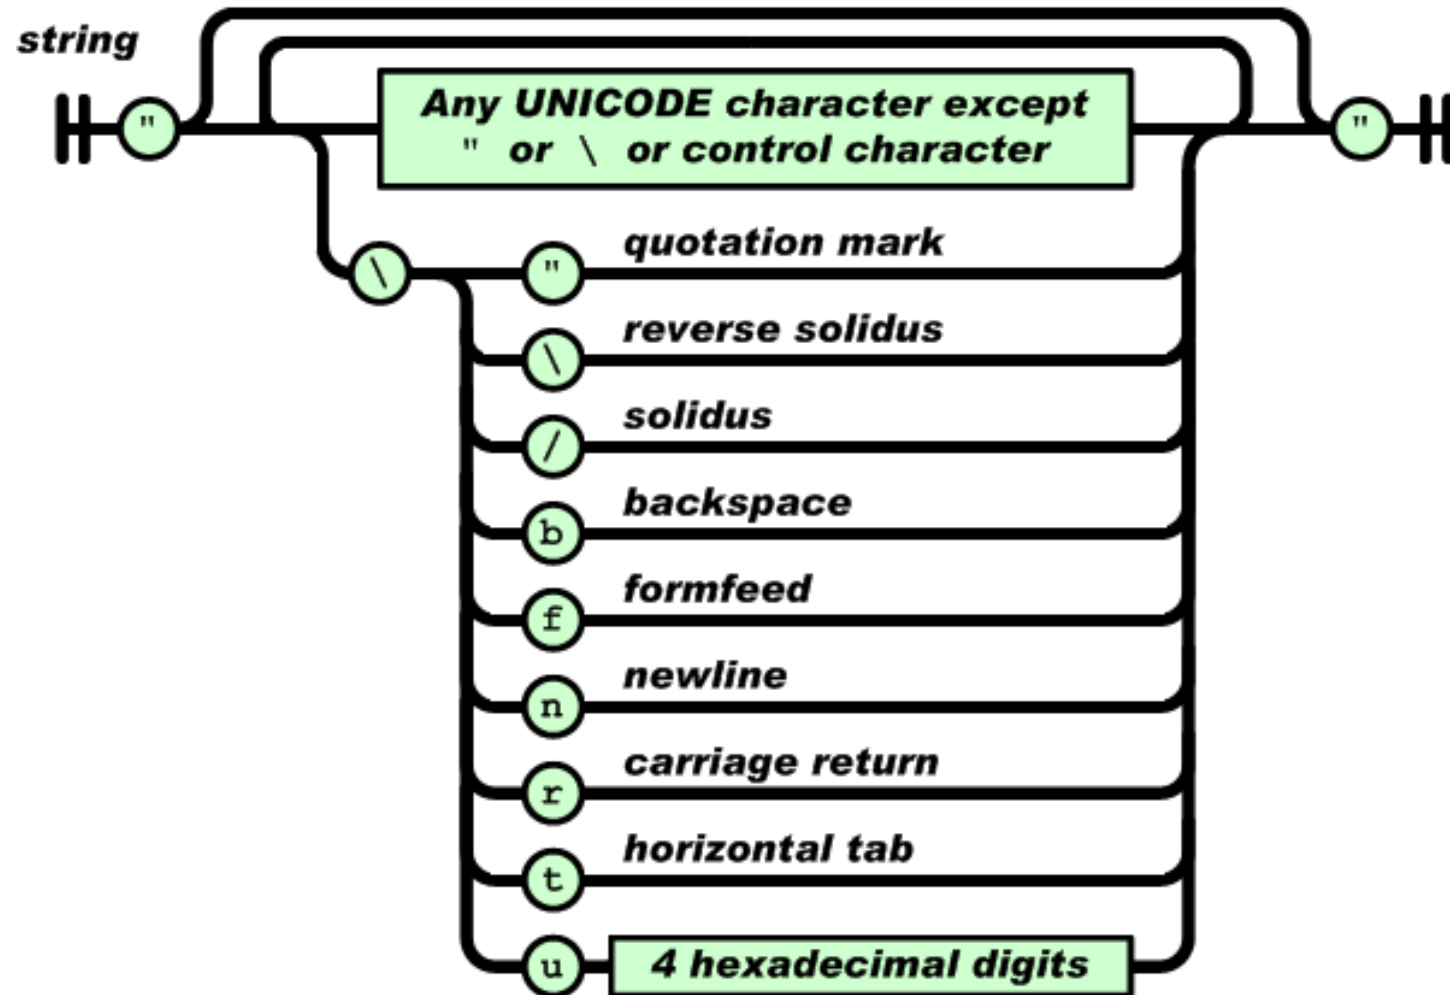 string
" Any UNICODE character except "
" or \ or control character
quotation mark
\ "
reverse solidus
\
solidus
/
backspace
b
formfeed
f
newline
n
carriage return
r
horizontal tab
t
u 4 hexadecimal digits